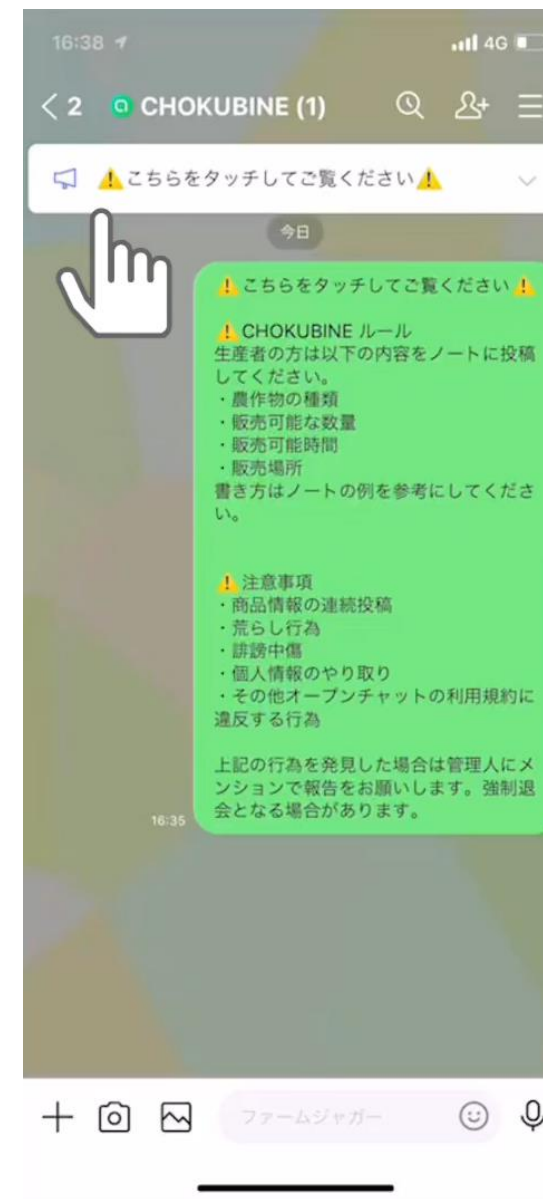 16:38
4G
2 CHOKUBINE (1)
⚠️こちらをタッチしてご覧ください⚠️
今日
⚠️こちらをタッチしてご覧ください⚠️
⚠️CHOKUBINE ルール
生産者の方は以下の内容をノートに投稿
してください。
・農作物の種類
・販売可能な数量
・販売可能時間
・販売場所
書き方はノートの例を参考にしてくださ
い。
⚠️注意事項
・商品情報の連続投稿
・荒らし行為
・誹謗中傷
・個人情報のやり取り
・その他オープンチャットの利用規約に
違反する行為
上記の行為を発見した場合は管理人にメ
ンションで報告をお願いします。強制退
会となる場合があります。
16:35
ファームジャガー